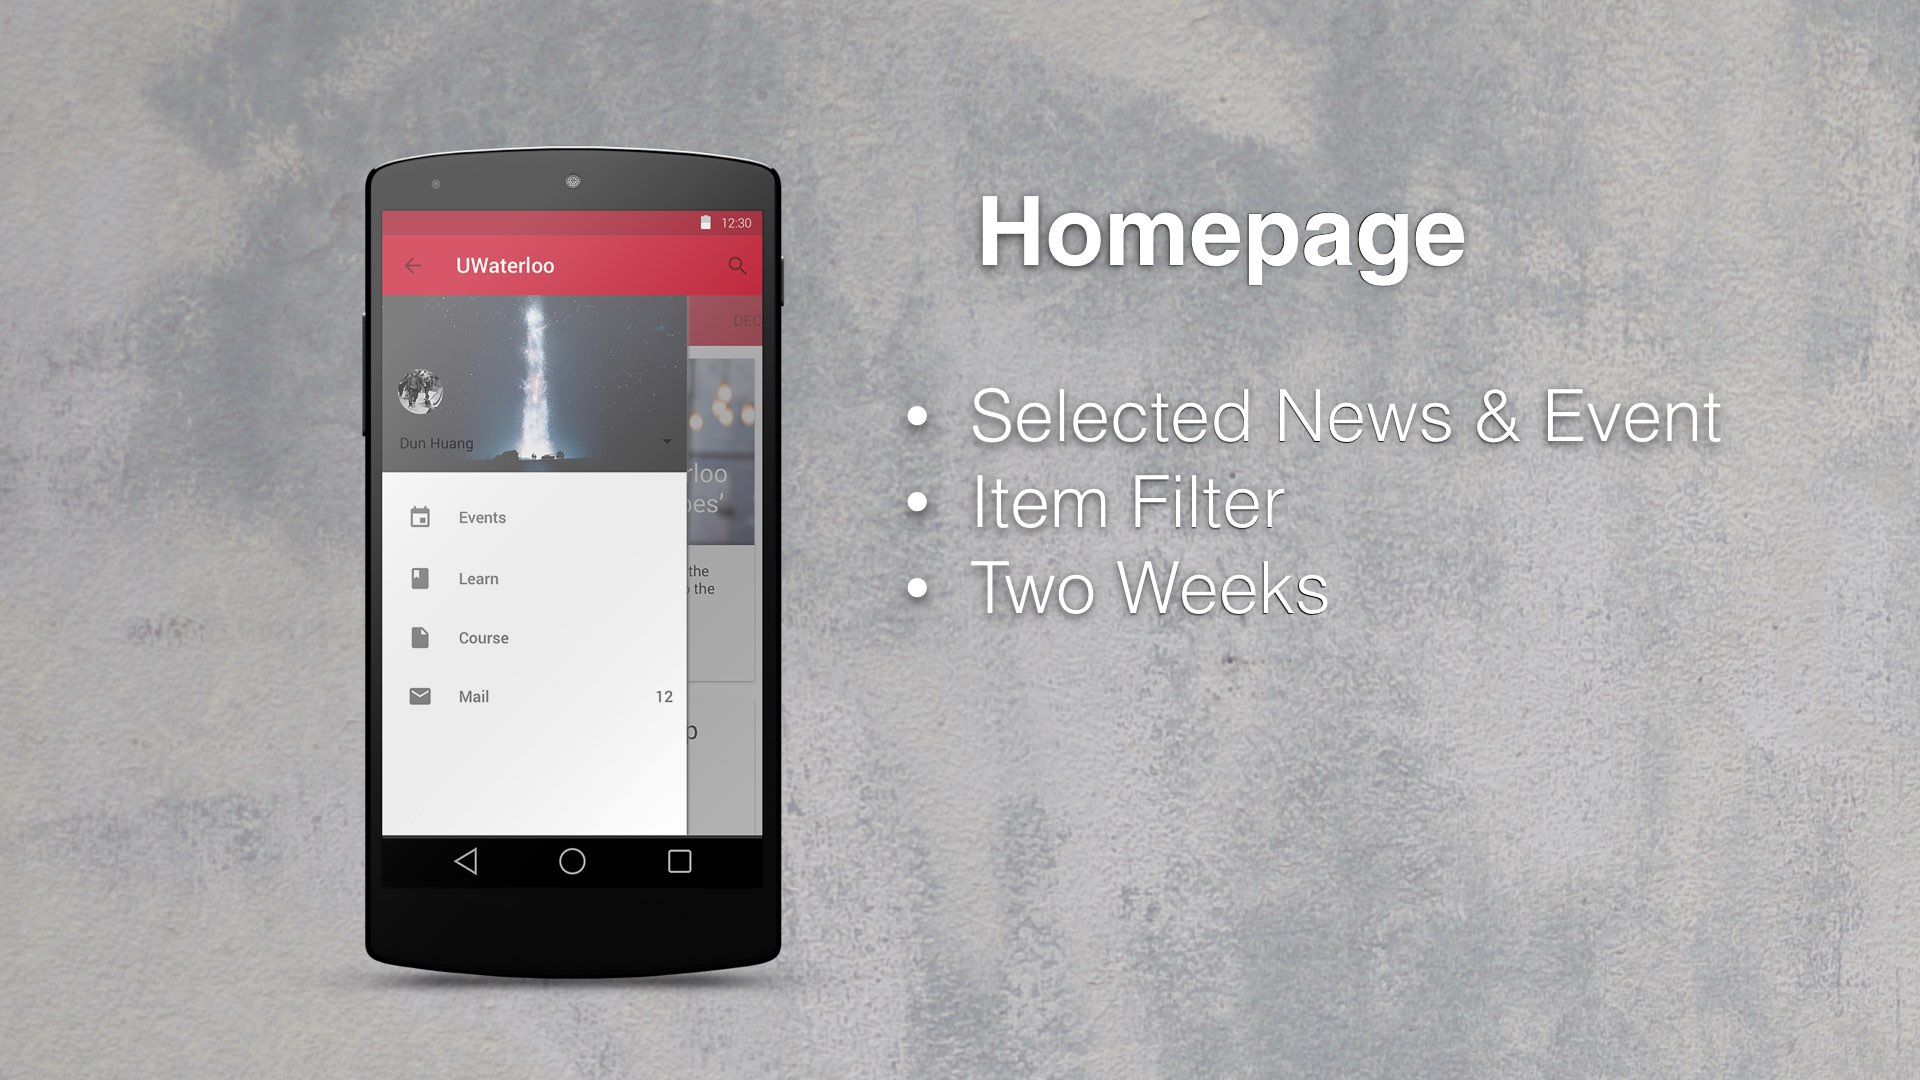 12:30
UWaterloo
DEC
Dun Huang
rloo
oes’
the
the
Events
Learn
Course
Mail 12
p
Homepage
• Selected News & Event
• Item Filter
• Two Weeks